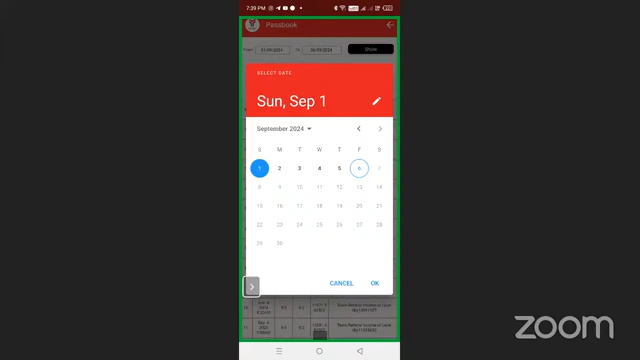 7:39 PM
Passbook
From 01/09/2024 To 06/09/2024 Show
SELECT DATE
Sun, Sep 1
September 2024
S M T W T F S
1 2 3 4 5 6 7
8 9 10 11 12 13 14
15 16 17 18 19 20 21
22 23 24 25 26 27 28
29 30
CANCEL OK
zoom